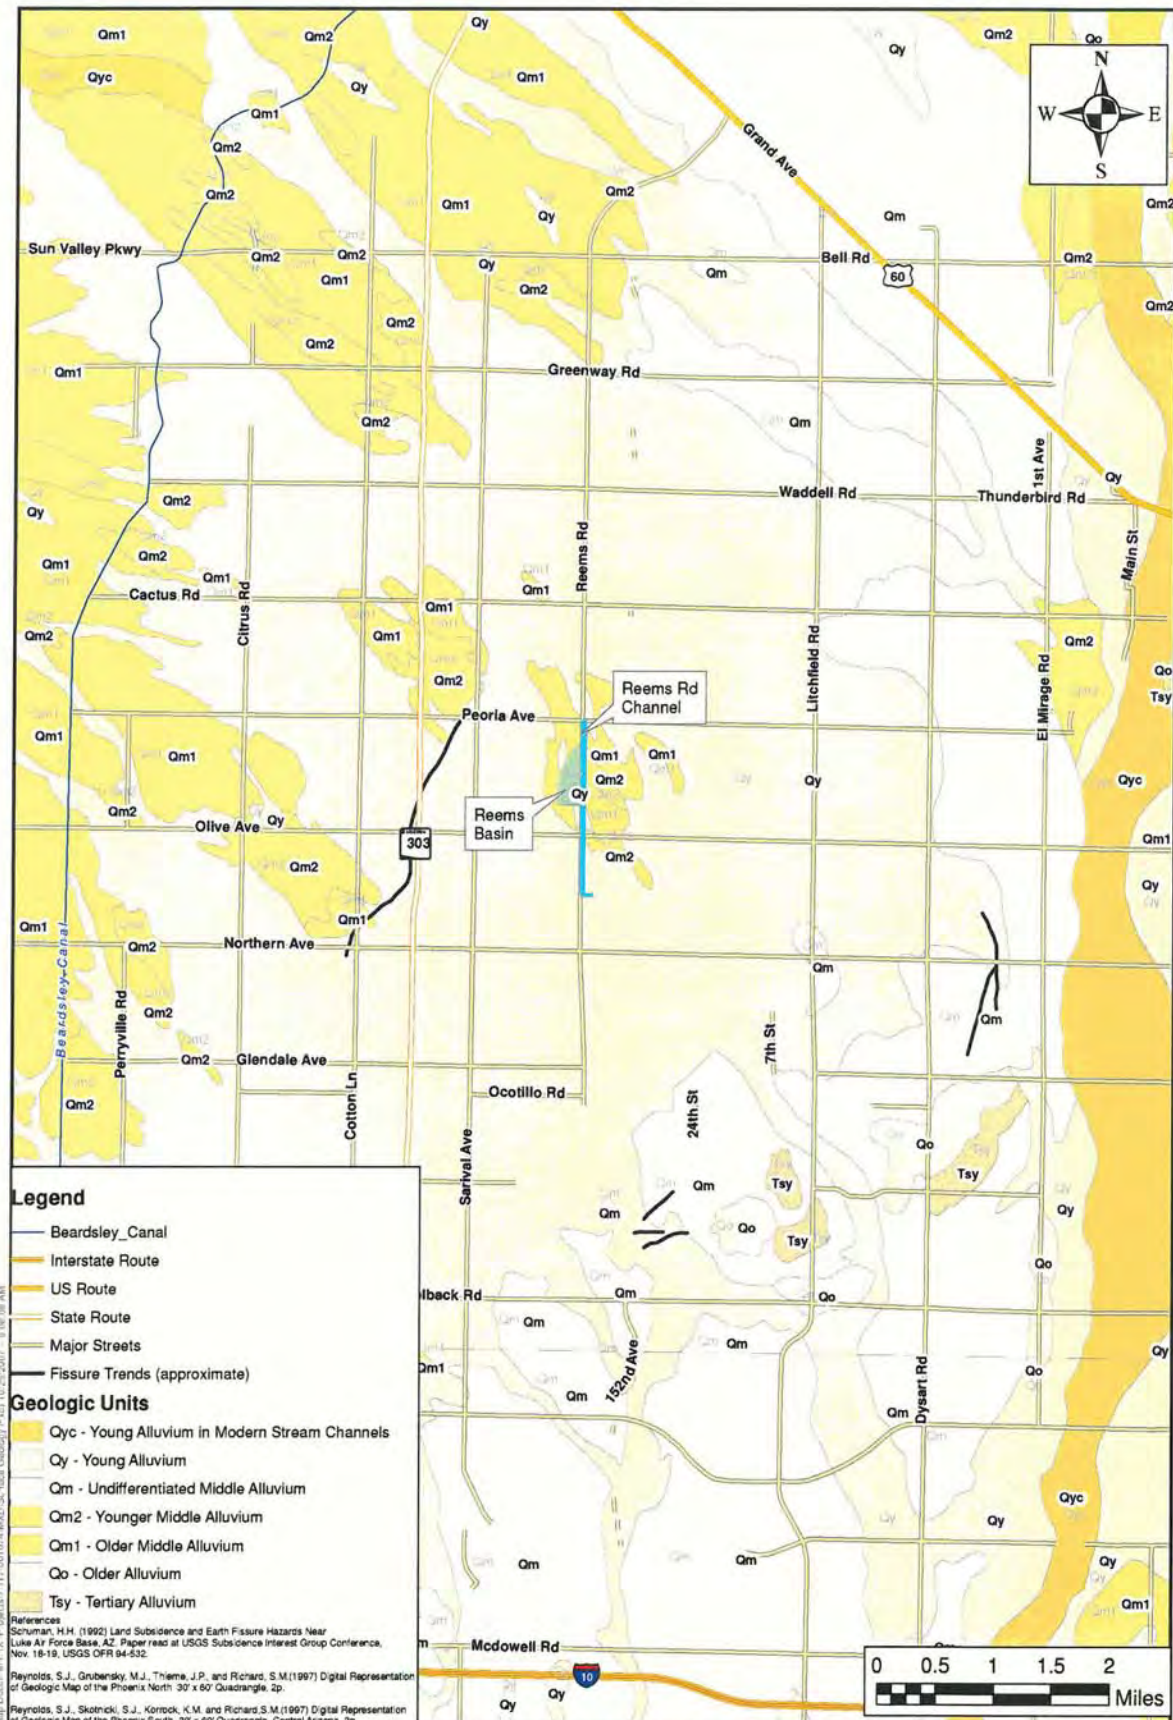 Qm1
Qm2
Qy
Qm2
Qo
Qyc
Qy
Qm1
Qy
N
W
E
S
Qm1
Qm2
Grand Ave
Qm2
Qm2
Qm1
Qy
Qm
Qm2
Sun Valley Pkwy
Qm2
Qm2
Qy
Qm
Bell Rd
60
Qm2
Qm1
Qm2
Qm2
Qm2
Qm2
Qm1
Greenway Rd
Qm2
Qm
1st Ave
Qm2
Waddell Rd
Thunderbird Rd
Qy
Qy
Reems Rd
Main St
Qm1
Qm2
Qm1
Cactus Rd
Citrus Rd
Qm1
Qm1
Qm2
Qm1
Litchfield Rd
El Mirage Rd
Qm2
Qm2
Reems Rd
Channel
Qo
Tsy
Peoria Ave
Qm1
Qm1
Qm1
Qm1
Qm2
Qy
Qy
Qyc
Reems
Basin
Qm2
Olive Ave
Qy
303
Qm2
Qm2
Qm1
Qy
Qm1
Qm1
Northern Ave
Qm2
Qm
Beardsley-Canal
Perryville Rd
Qm2
Qm
7th St
Qm2
Glendale Ave
Ocotillo Rd
Qm2
Cotton Ln
24th St
Qo
Sarival Ave
Tsy
Tsy
Qm
Qm
Qo
Tsy
Qy
Qo
lback Rd
Qm
Qo
Qm
Qm
152nd Ave
Qm1
Qm
Dysart Rd
Qo
Qy
Qm
Qyc
Qy
Qm
Qm
Qy
Qm1
Mcdowell Rd
10
Qy
Qy
0 0.5 1 1.5 2
Miles
Legend
Beardsley_Canal
Interstate Route
US Route
State Route
Major Streets
Fissure Trends (approximate)
Geologic Units
Qyc - Young Alluvium in Modern Stream Channels
Qy - Young Alluvium
Qm - Undifferentiated Middle Alluvium
Qm2 - Younger Middle Alluvium
Qm1 - Older Middle Alluvium
Qo - Older Alluvium
Tsy - Tertiary Alluvium
References
Schuman, H.H. (1992) Land Subsidence and Earth Fissure Hazards Near
Luke Air Force Base, AZ. Paper read at USGS Subsidence Interest Group Conference,
Nov. 18-19, USGS OFR 94-532.
Reynolds, S.J., Grubensky, M.J., Thieme, J.P., and Richard, S.M.(1997) Digital Representation
of Geologic Map of the Phoenix North 30' x 60' Quadrangle, 2p.
Reynolds, S.J., Skotnicki, S.J., Korrock, K.M. and Richard,S.M.(1997) Digital Representation